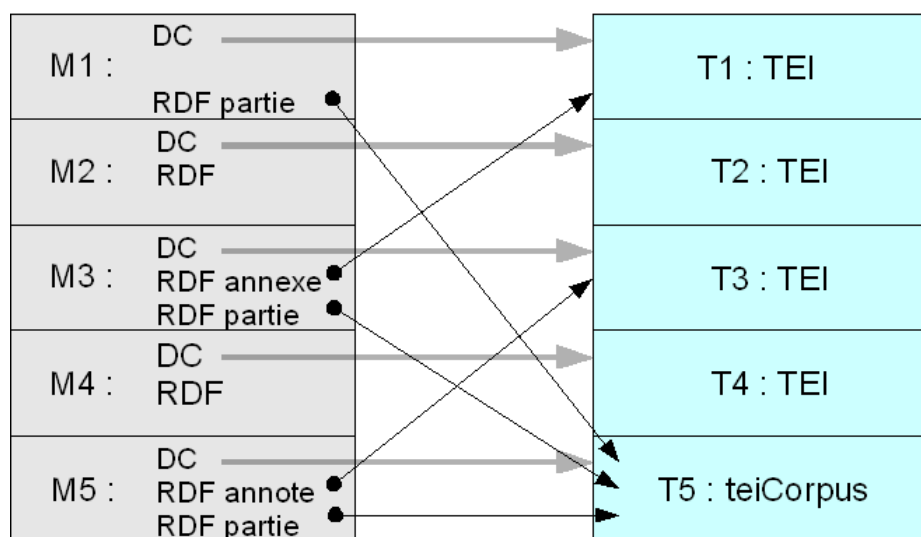 DC
M1 :
T1 : TEI
RDF partie
DC
M2 : RDF
T2 : TEI
DC
M3 : RDF annexe
T3 : TEI
RDF partie
DC
M4 : RDF
T4 : TEI
DC
M5 : RDF annote
T5 : teiCorpus
RDF partie